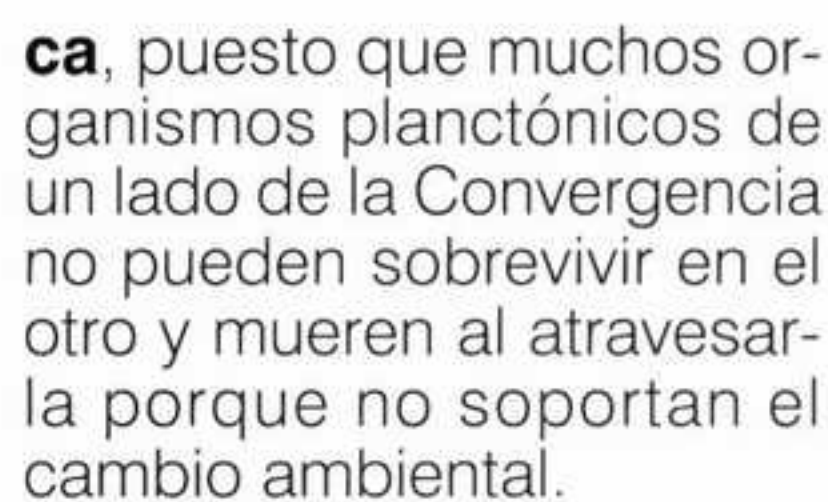 ca, puesto que muchos or-
ganismos planctónicos de
un lado de la Convergencia
no pueden sobrevivir en el
otro y mueren al atravesar-
la porque no soportan el
cambio ambiental.